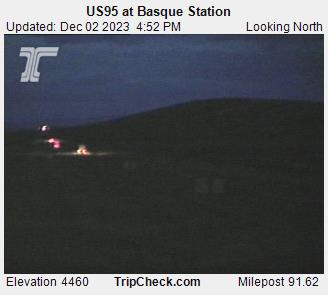 US95 at Basque Station
Updated: Dec 02 2023 4:52 PM Looking North
Elevation 4460 TripCheck.com Milepost 91.62